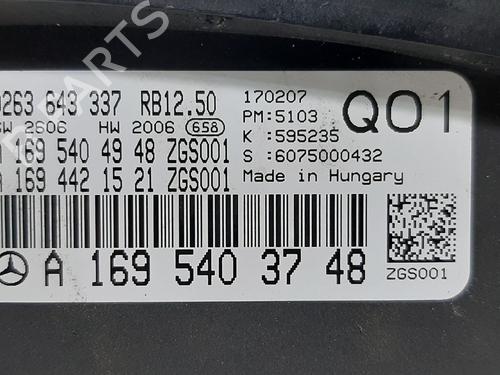 0263 643 337 RB12.50
SW 2606 HW 2006 658
A 169 540 49 48 ZGS001
A 169 442 15 21 ZGS001
170207
PM:5103
K :595235
S :6075000432
Made in Hungary
Q01
A 169 540 37 48
ZGS001